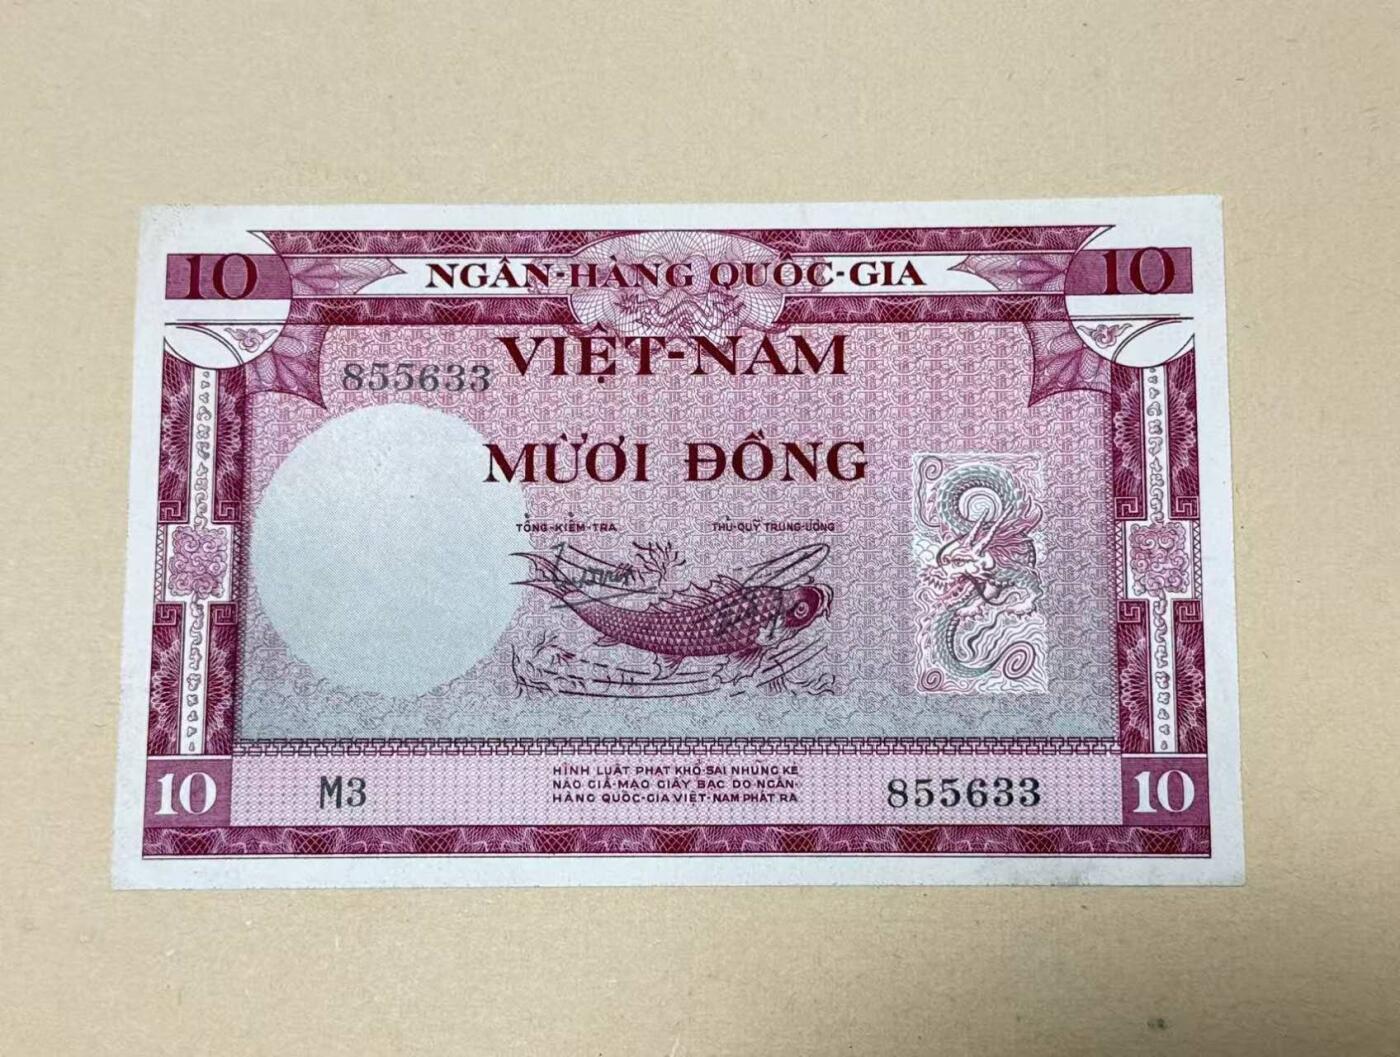 10 NGÂN-HÀNG QUỐC-GIA 10
VIỆT-NAM
855633
MƯỜI ĐỒNG
TỔNG-KIỂM-TRA THỦ-QUỸ TRUNG-ƯƠNG
10 M3 855633 10
HÌNH LUẬT PHẠT KHỔ-SAI NHỮNG KẺ
NÀO GIẢ-MẠO GIẤY BẠC DO NGÂN-
HÀNG QUỐC-GIA VIỆT-NAM PHÁT RA